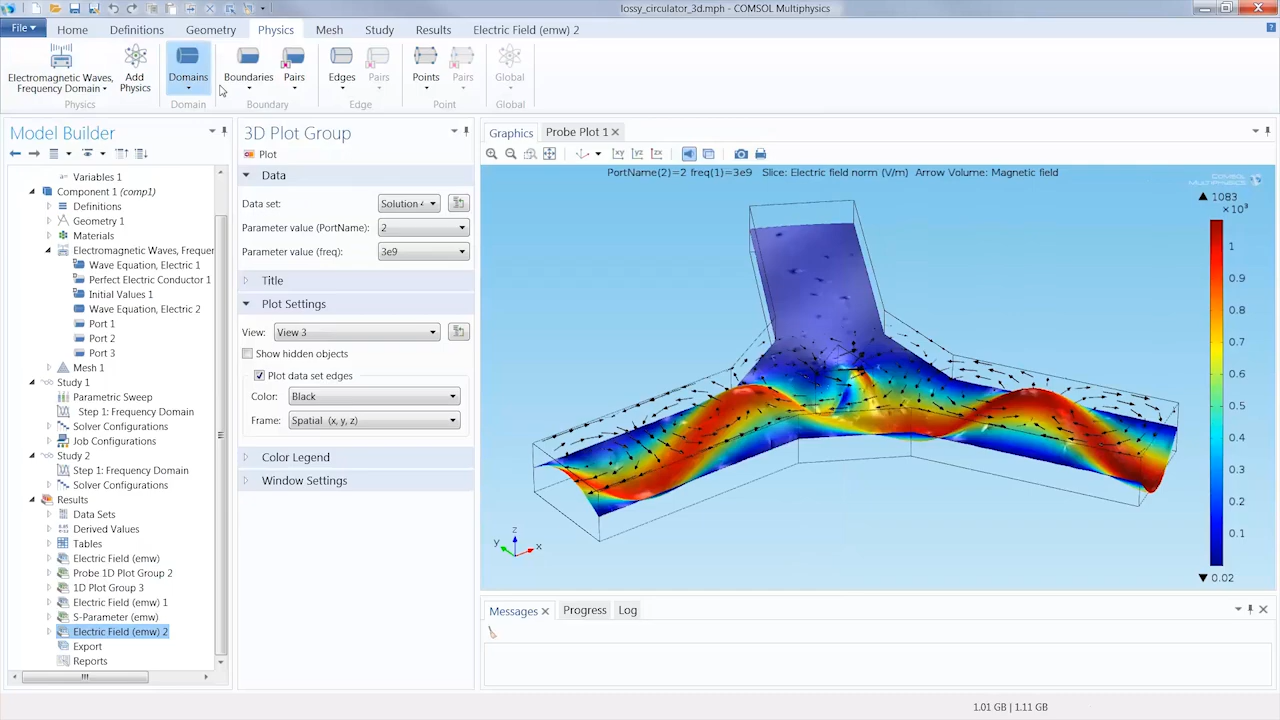 lossy_circulator_3d.mph - COMSOL Multiphysics
File
Home
Definitions
Geometry
Physics
Mesh
Study
Results
Electric Field (emw) 2
Electromagnetic Waves,
Frequency Domain
Add
Physics
Domains
Boundaries
Pairs
Edges
Pairs
Points
Pairs
Global
Physics
Domain
Boundary
Edge
Point
Global
Model Builder
Variables 1
Component 1 (comp1)
Definitions
Geometry 1
Materials
Electromagnetic Waves, Frequer
Wave Equation, Electric 1
Perfect Electric Conductor 1
Initial Values 1
Wave Equation, Electric 2
Port 1
Port 2
Port 3
Mesh 1
Study 1
Parametric Sweep
Step 1: Frequency Domain
Solver Configurations
Job Configurations
Study 2
Step 1: Frequency Domain
Solver Configurations
Results
Data Sets
Derived Values
Tables
Electric Field (emw)
Probe 1D Plot Group 2
1D Plot Group 3
Electric Field (emw) 1
S-Parameter (emw)
Electric Field (emw) 2
Export
Reports
3D Plot Group
Plot
Data
Data set:
Solution 4
Parameter value (PortName):
2
Parameter value (freq):
3e9
Title
Plot Settings
View:
View 3
Show hidden objects
Plot data set edges
Color:
Black
Frame:
Spatial (x, y, z)
Color Legend
Window Settings
Graphics
Probe Plot 1
xy
yz
zx
PortName(2)=2 freq(1)=3e9 Slice: Electric field norm (V/m) Arrow Volume: Magnetic field
COMSOL
▲ 1083
×10³
1
0.9
0.8
0.7
0.6
0.5
0.4
0.3
0.2
0.1
▼ 0.02
z
y
x
Messages
Progress
Log
1.01 GB | 1.11 GB